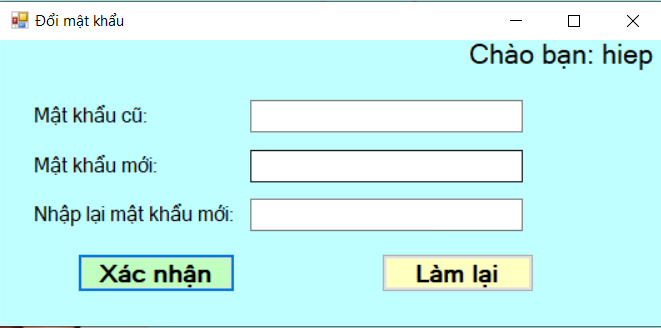 Đổi mật khẩu
Chào bạn: hiep
Mật khẩu cũ:
Mật khẩu mới:
Nhập lại mật khẩu mới:
Xác nhận Làm lại